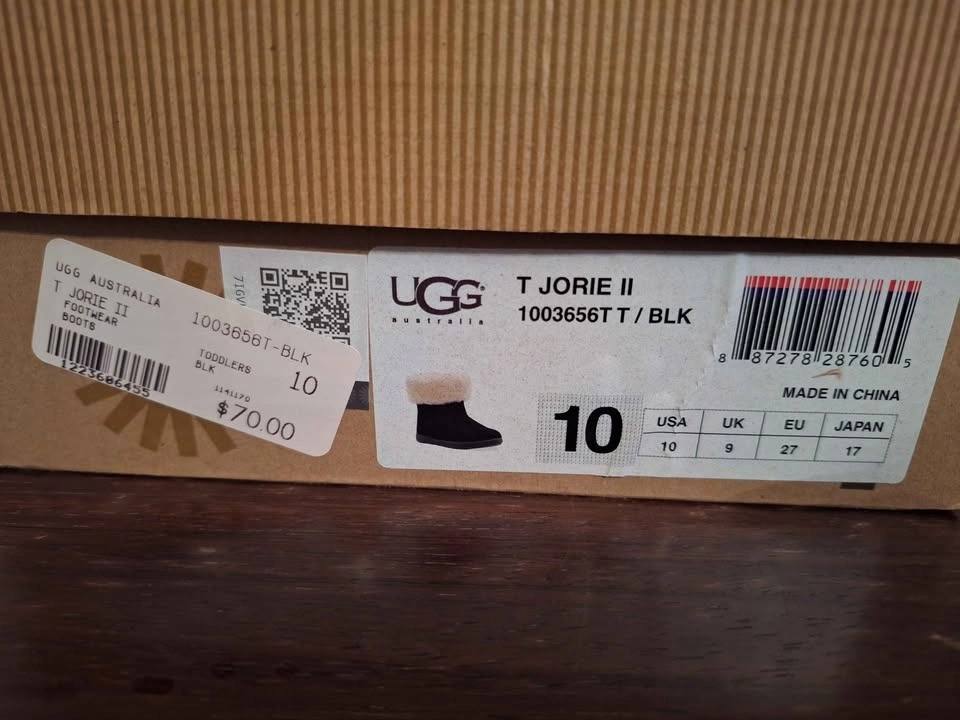 UGG AUSTRALIA
T JORIE II
FOOTWEAR
BOOTS
1223606455
1003656T-BLK
TODDLERS
BLK
10
1141170
$70.00
UGG
australia
T JORIE II
1003656T T / BLK
8 87278 28760 5
MADE IN CHINA
10
USA UK EU JAPAN
10 9 27 17